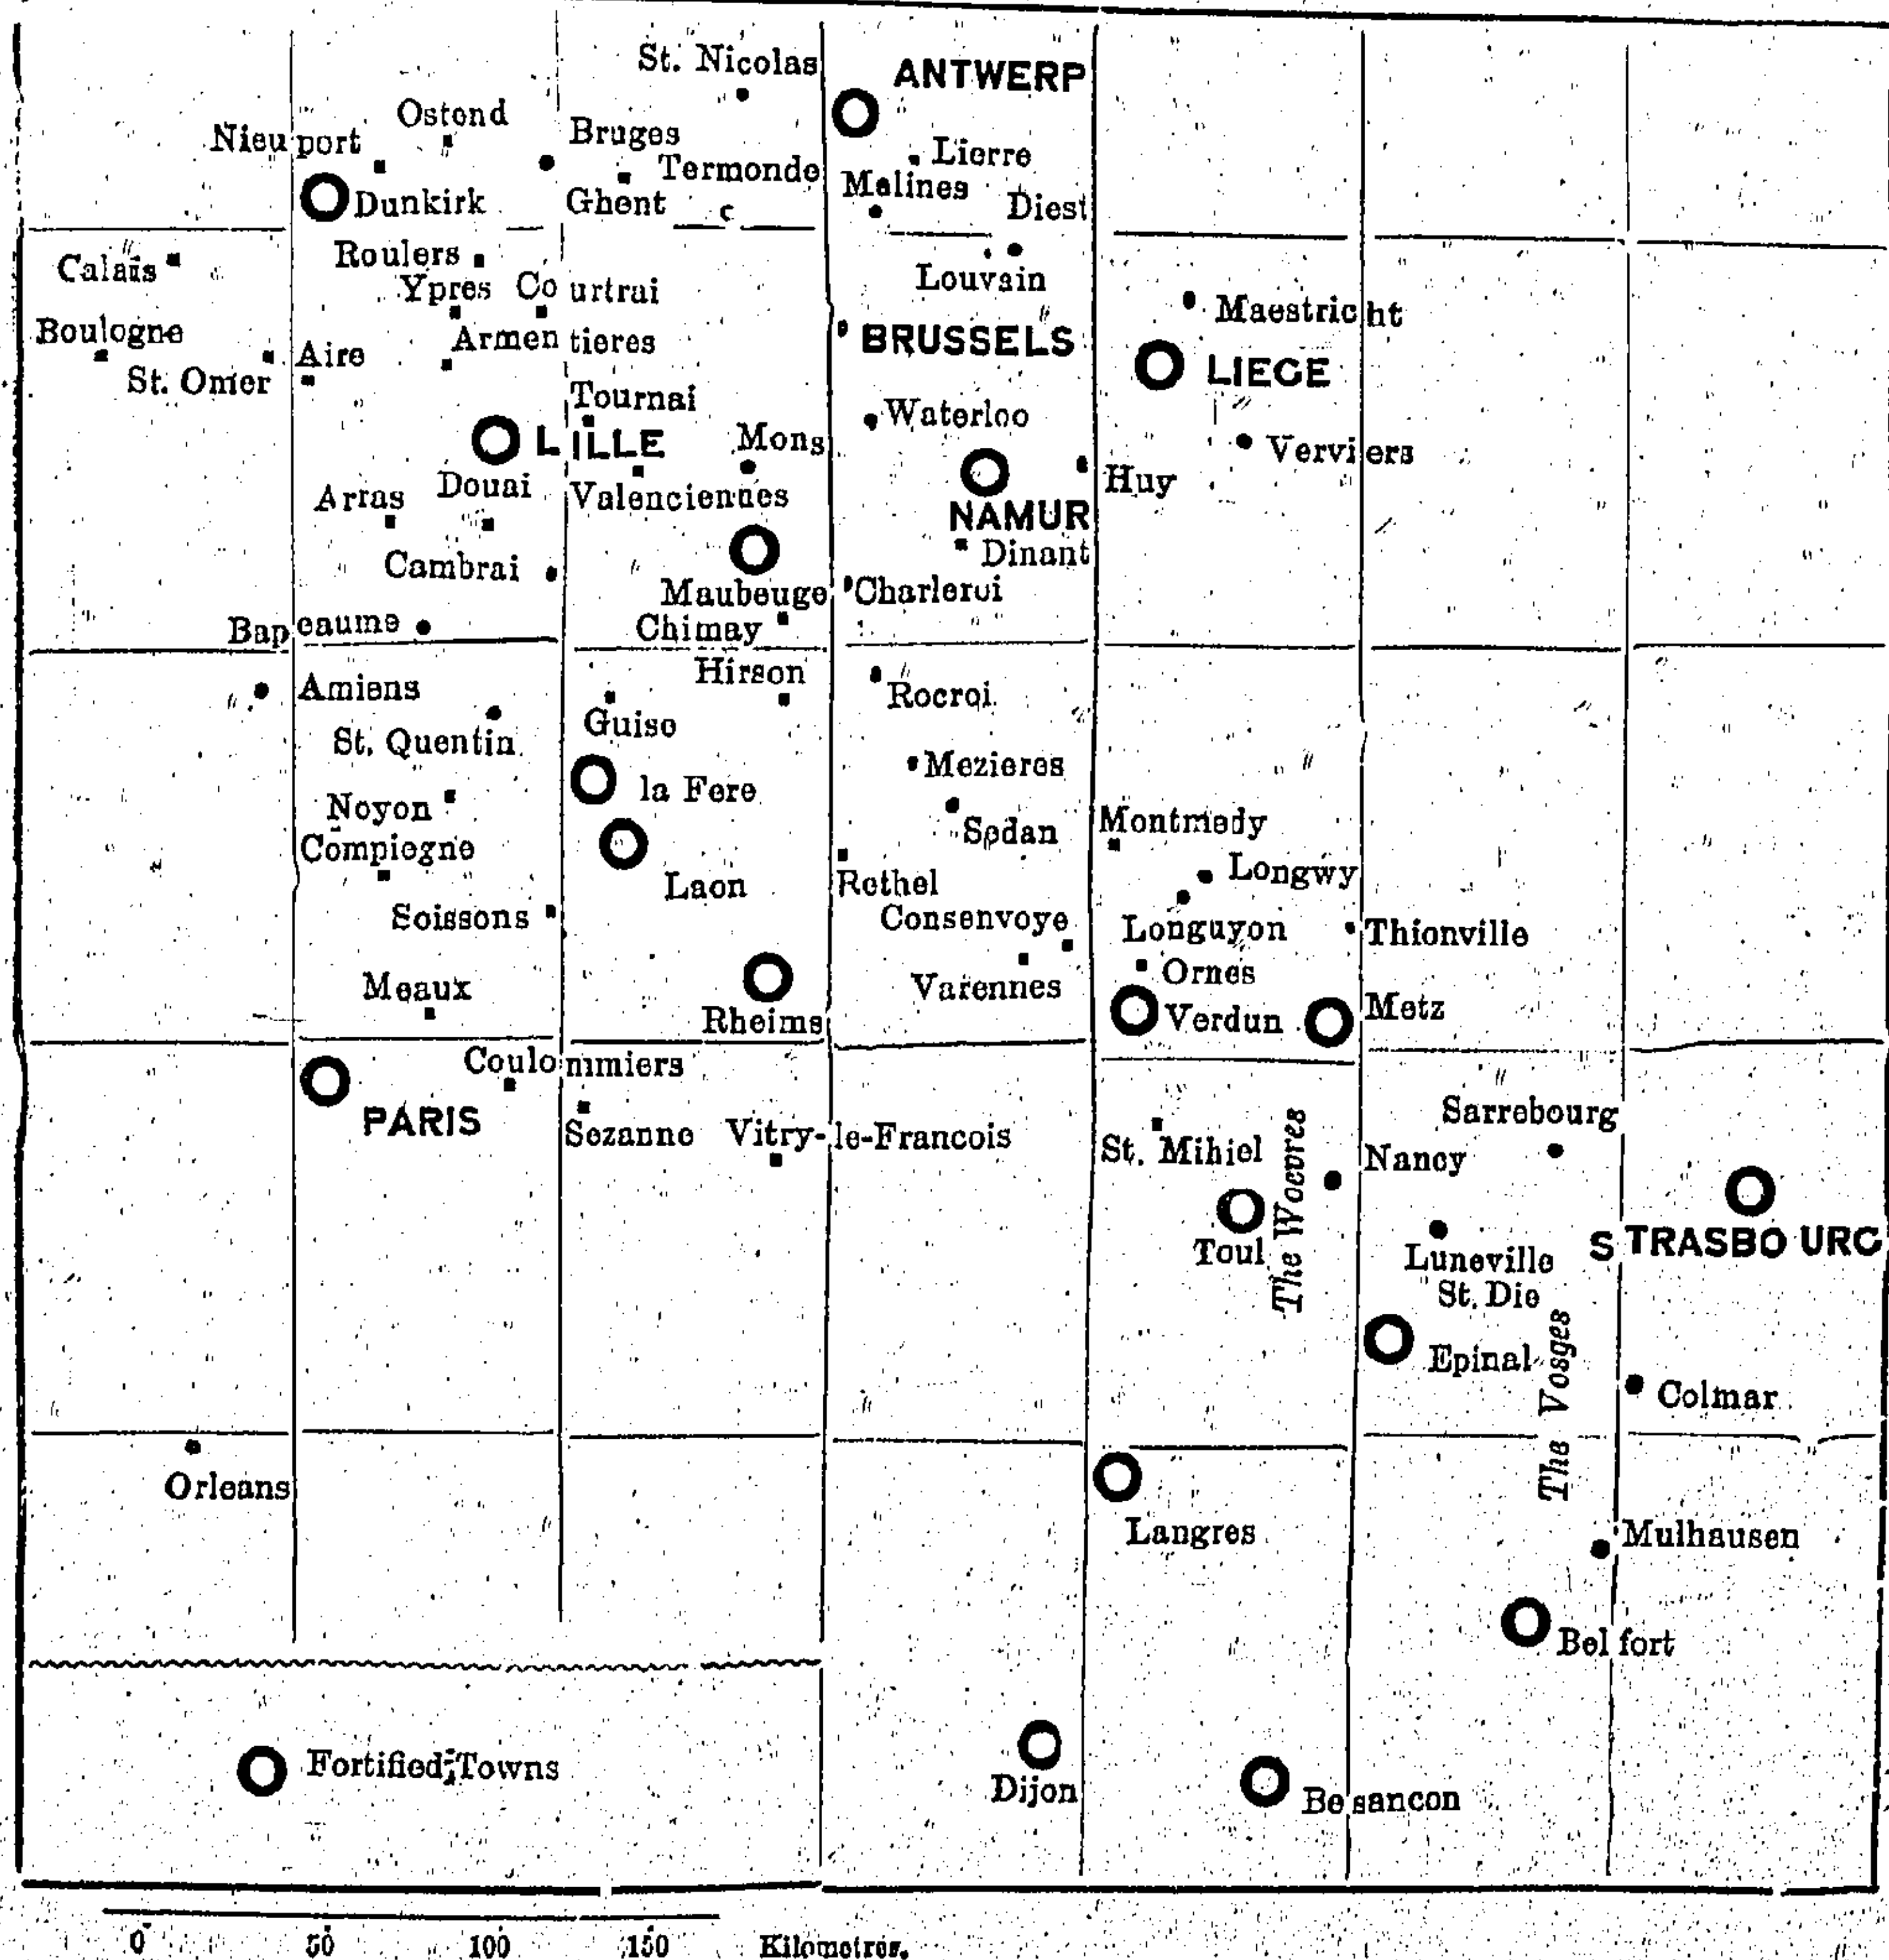 St. Nicolas
ANTWERP
Ostend
Nieuport
Bruges
Lierre
Termonde
Malines
Dunkirk
Ghent
Diest
Roulers
Calais
Louvain
Ypres
Courtrai
Maestricht
Boulogne
Armentieres
BRUSSELS
Aire
St. Omer
LIEGE
Tournai
Waterloo
LILLE
Mons
Verviers
Huy
Douai
Arras
Valenciennes
NAMUR
Dinant
Cambrai
Maubeuge
Charleroi
Bapeaume
Chimay
Hirson
Amiens
Rocroi
Guise
St. Quentin
Mezieres
la Fere
Noyon
Sedan
Montmedy
Compiegne
Longwy
Laon
Rethel
Soissons
Consenvoye
Longuyon
Thionville
Ornes
Meaux
Varennes
Metz
Rheims
Verdun
Coulommiers
PARIS
Sarrebourg
Sezanne
Vitry-le-Francois
St. Mihiel
The Woevres
Nancy
Toul
STRASBOURG
Luneville
St. Die
Epinal
The Vosges
Colmar
Orleans
Langres
Mulhausen
Belfort
Fortified Towns
Dijon
Besancon
0 50 100 150 Kilometres.